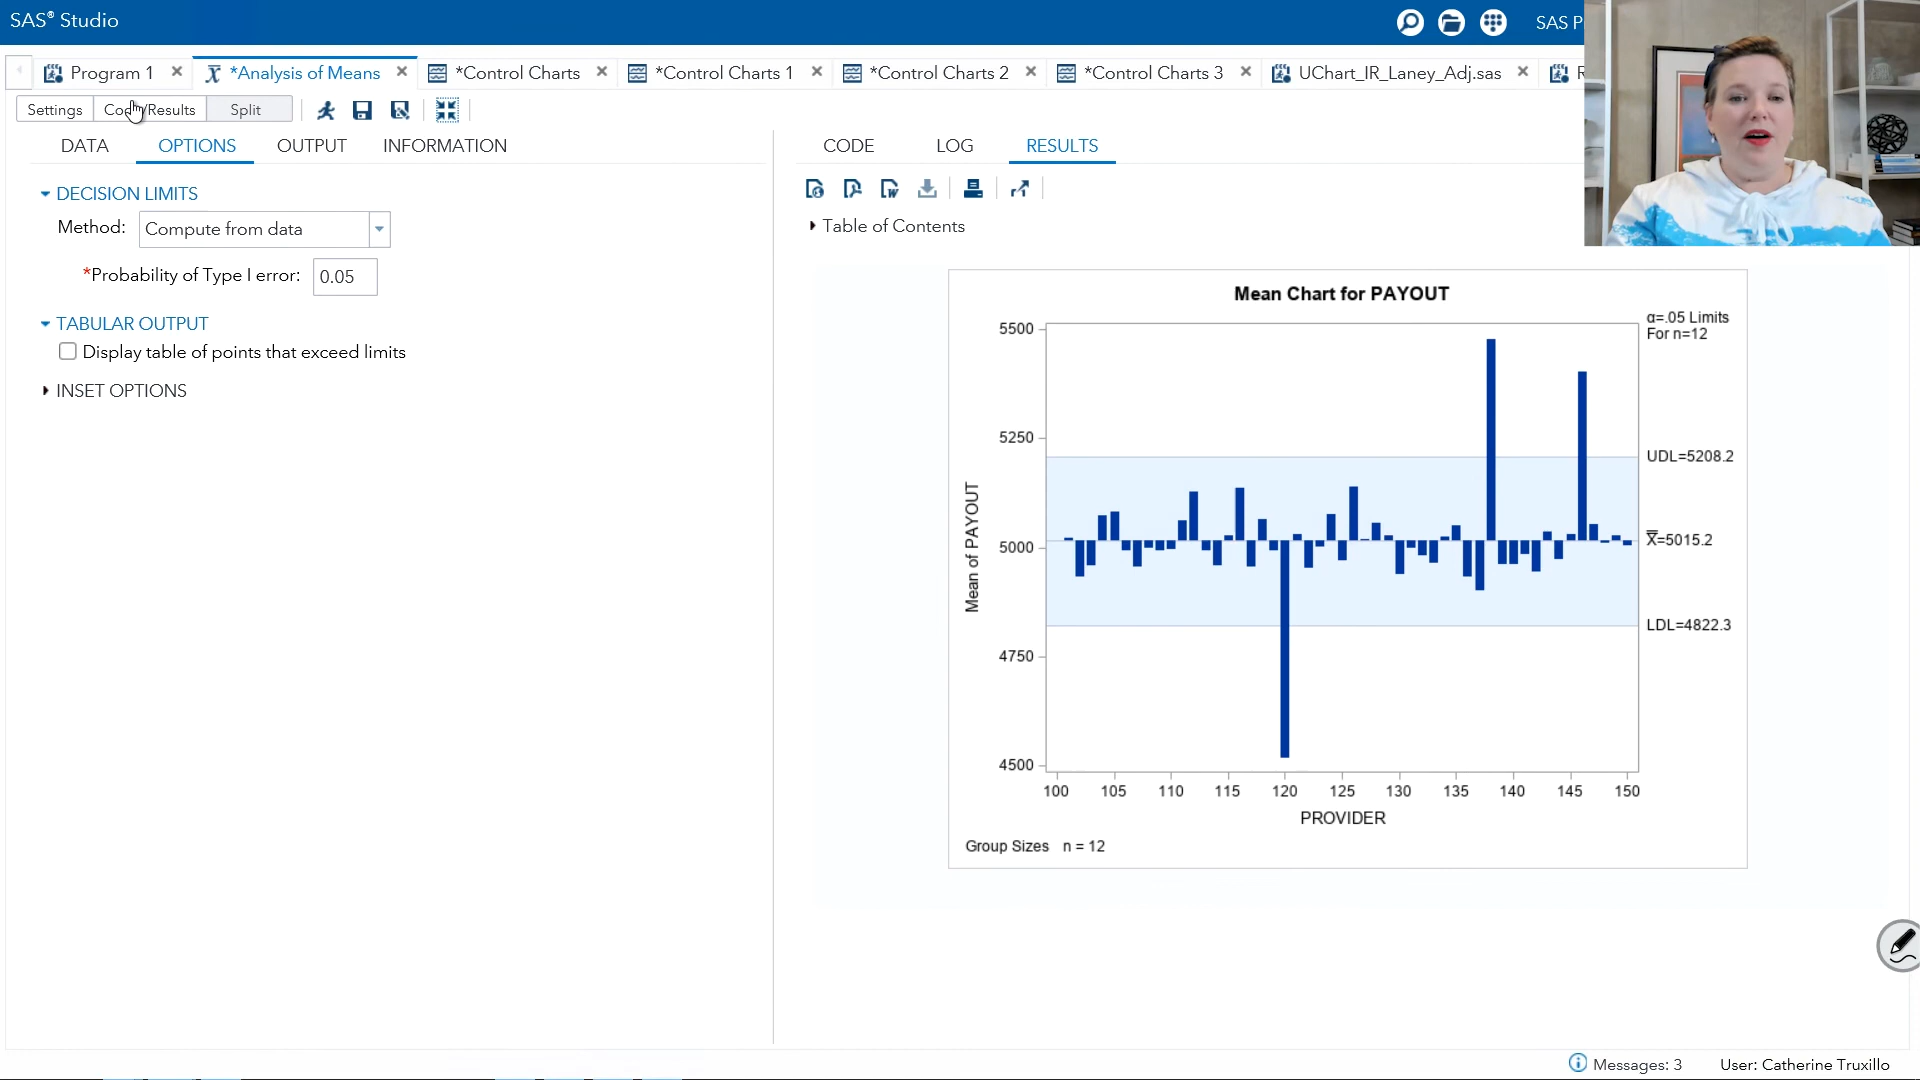 SAS® Studio
SAS P
Program 1
*Analysis of Means
*Control Charts
*Control Charts 1
*Control Charts 2
*Control Charts 3
UChart_IR_Laney_Adj.sas
Settings
Code/Results
Split
DATA
OPTIONS
OUTPUT
INFORMATION
DECISION LIMITS
Method:
Compute from data
*Probability of Type I error:
0.05
TABULAR OUTPUT
Display table of points that exceed limits
INSET OPTIONS
CODE
LOG
RESULTS
Table of Contents
Mean Chart for PAYOUT
α=.05 Limits
For n=12
5500
5250
5000
4750
4500
Mean of PAYOUT
UDL=5208.2
X̿=5015.2
LDL=4822.3
100 105 110 115 120 125 130 135 140 145 150
PROVIDER
Group Sizes n = 12
Messages: 3
User: Catherine Truxillo